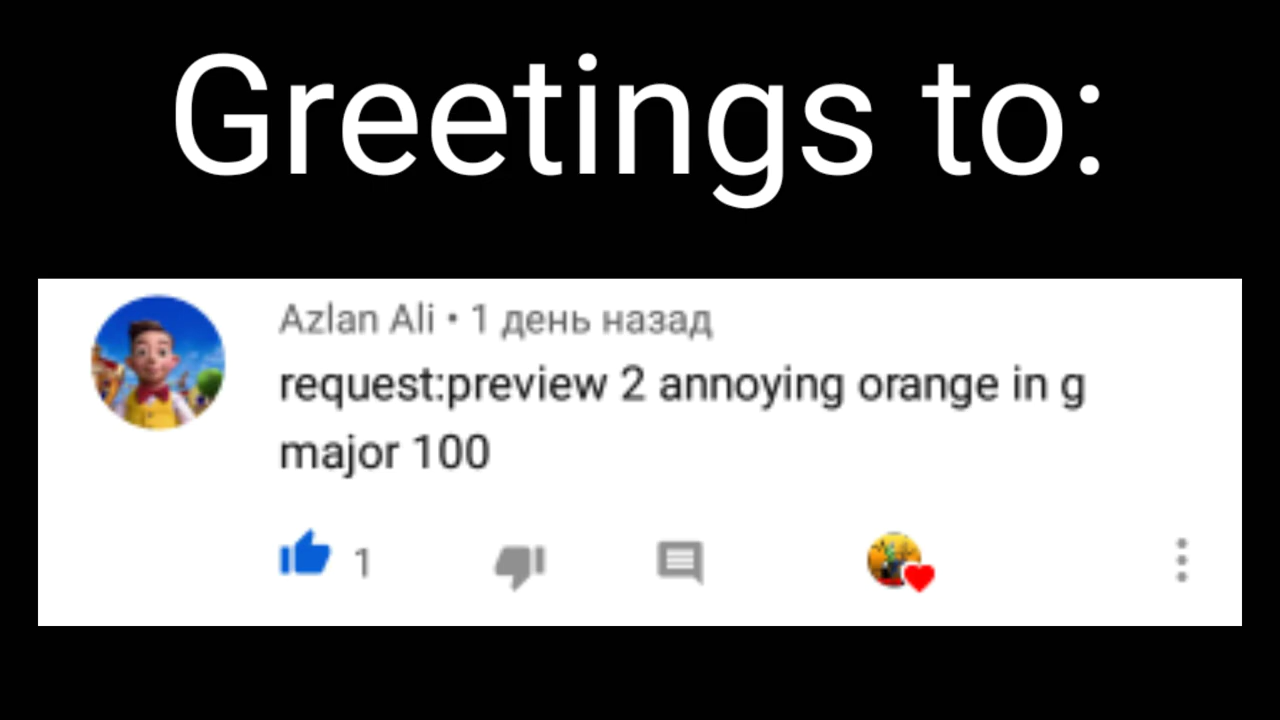 Greetings to:
Azlan Ali • 1 день назад
request:preview 2 annoying orange in g
major 100
1